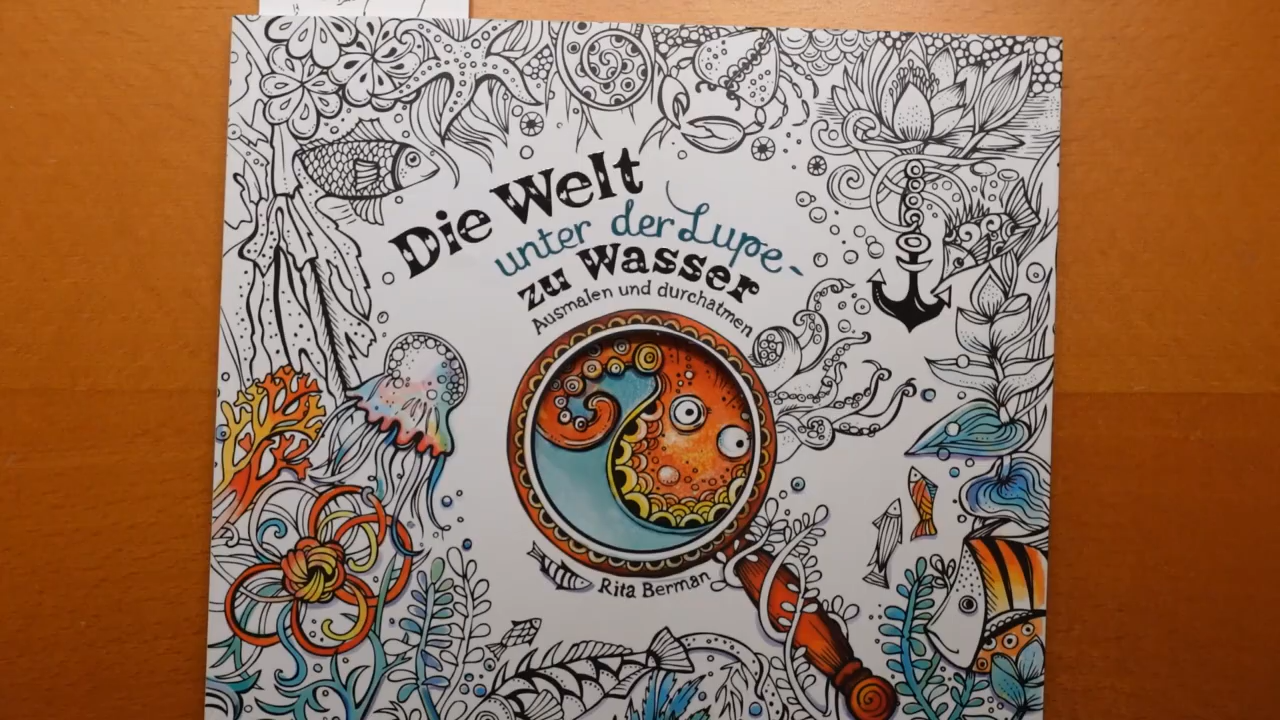 Die Welt
unter der Lupe-
zu Wasser
Ausmalen und durchatmen
Rita Berman